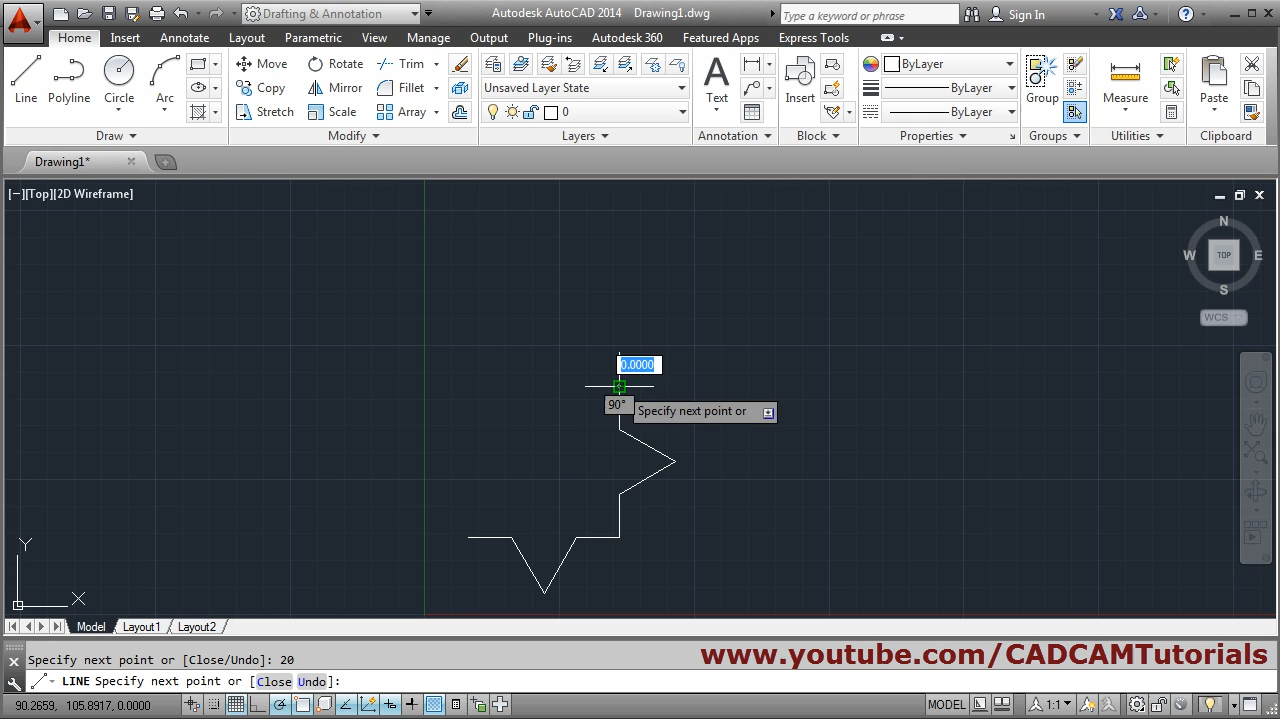 Drafting & Annotation
Autodesk AutoCAD 2014 Drawing1.dwg
Type a keyword or phrase
Sign In
Home Insert Annotate Layout Parametric View Manage Output Plug-ins Autodesk 360 Featured Apps Express Tools
Line Polyline Circle Arc
Move Rotate Trim
Copy Mirror Fillet
Stretch Scale Array
Unsaved Layer State
0
Text
Insert
ByLayer
ByLayer
ByLayer
Group
Measure
Paste
Draw Modify Layers Annotation Block Properties Groups Utilities Clipboard
Drawing1*
[−][Top][2D Wireframe]
N
W TOP E
S
WCS
0.0000
90°
Specify next point or
Y
X
Model Layout1 Layout2
Specify next point or [Close/Undo]: 20
www.youtube.com/CADCAMTutorials
LINE Specify next point or [Close Undo]:
90.2659, 105.8917, 0.0000
MODEL
1:1